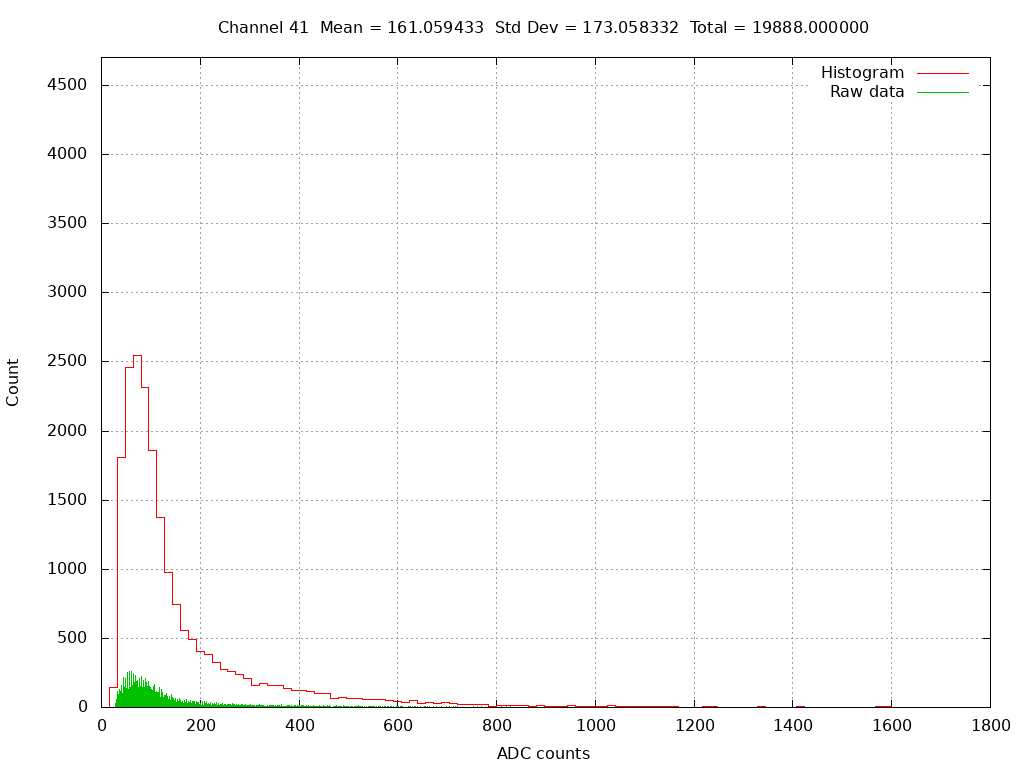 Channel 41  Mean = 161.059433  Std Dev = 173.058332  Total = 19888.000000
Histogram
Raw data
4500
4000
3500
3000
2500
2000
1500
1000
500
0
Count
0 200 400 600 800 1000 1200 1400 1600 1800
ADC counts